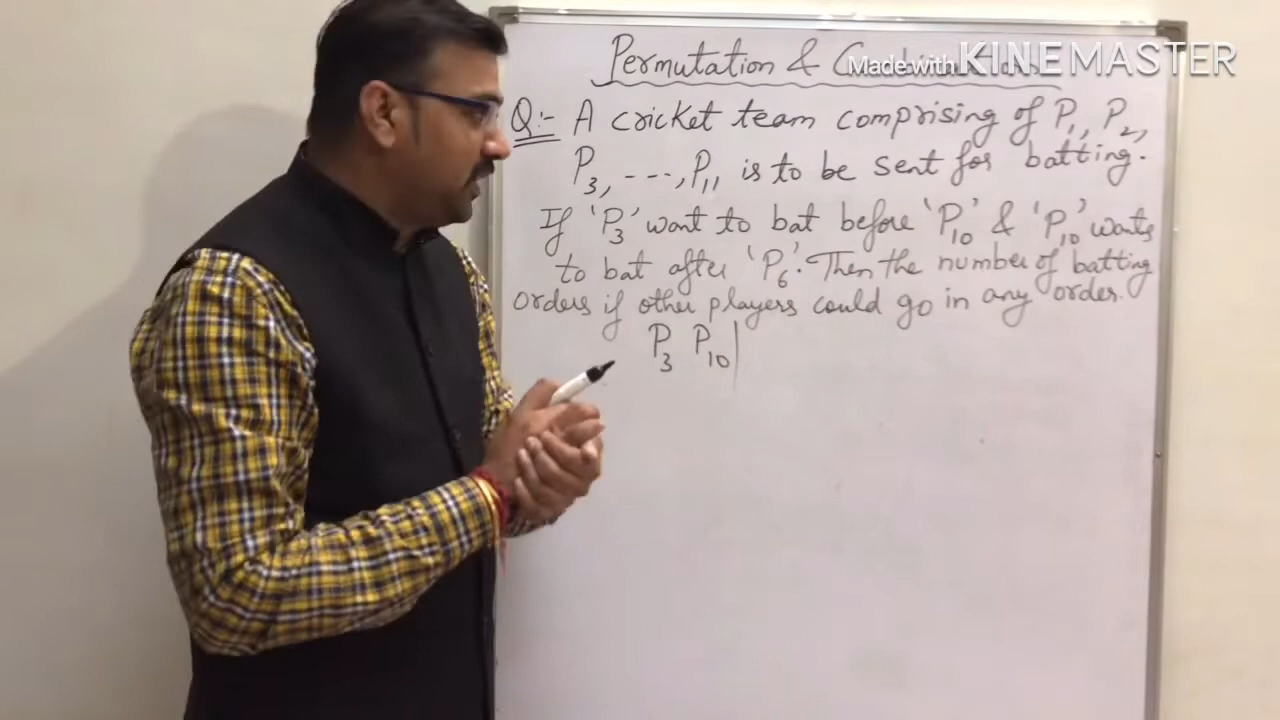 Permutation & 
Made with KINEMASTER
Q:- A cricket team comprising of P1, P2,
P3, ---, P11 is to be sent for batting.
If 'P3' want to bat before 'P10' & 'P10' wants
to bat after 'P6'. Then the number of batting
orders if other players could go in any order.
P3 P10